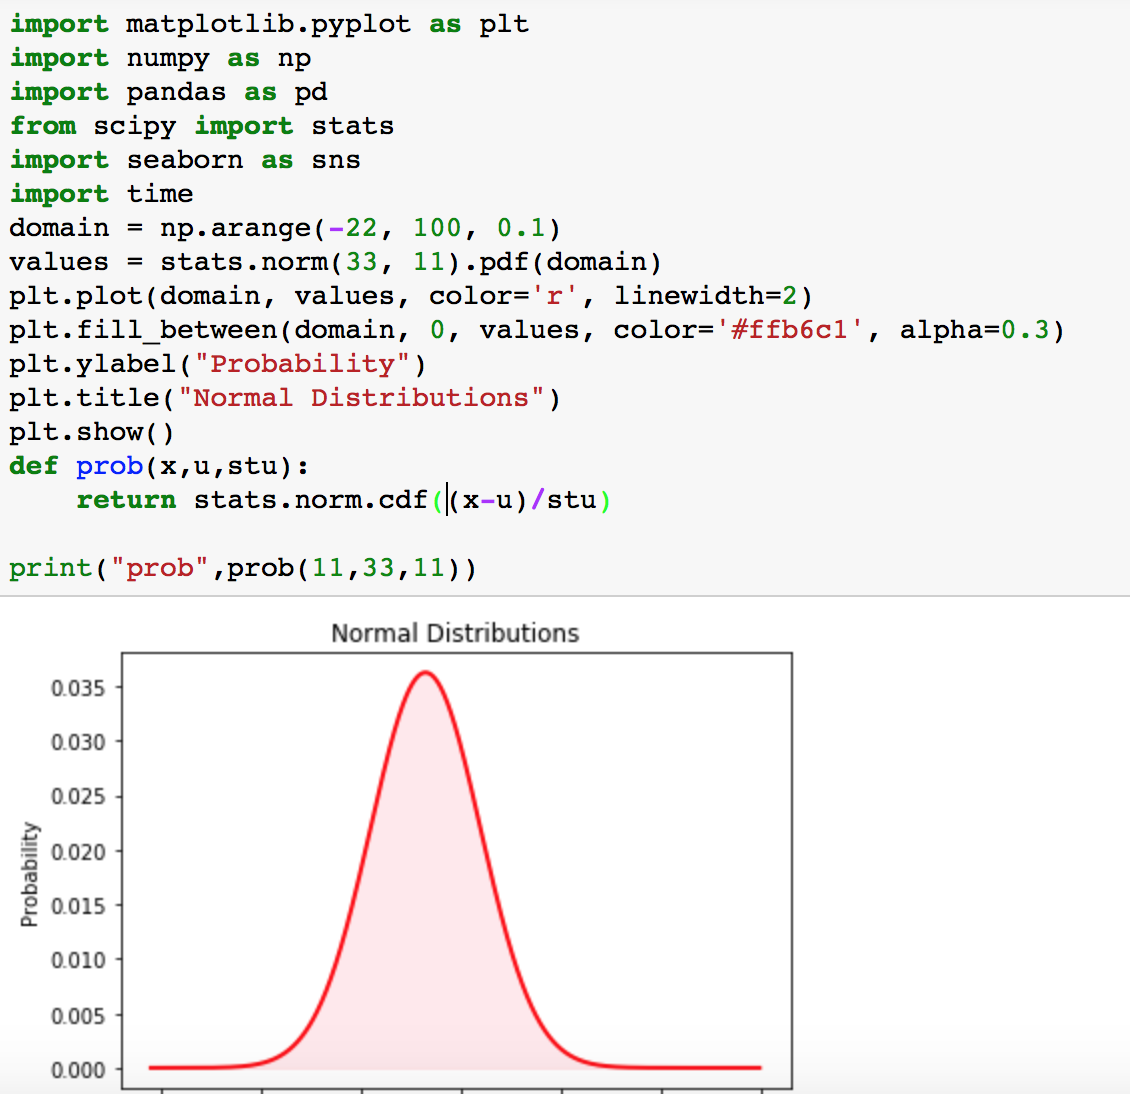 import matplotlib.pyplot as plt
import numpy as np
import pandas as pd
from scipy import stats
import seaborn as sns
import time
domain = np.arange(-22, 100, 0.1)
values = stats.norm(33, 11).pdf(domain)
plt.plot(domain, values, color='r', linewidth=2)
plt.fill_between(domain, 0, values, color='#ffb6c1', alpha=0.3)
plt.ylabel("Probability")
plt.title("Normal Distributions")
plt.show()
def prob(x,u,stu):
    return stats.norm.cdf((x-u)/stu)
print("prob",prob(11,33,11))
Normal Distributions
0.035
0.030
0.025
0.020
0.015
0.010
0.005
0.000
Probability